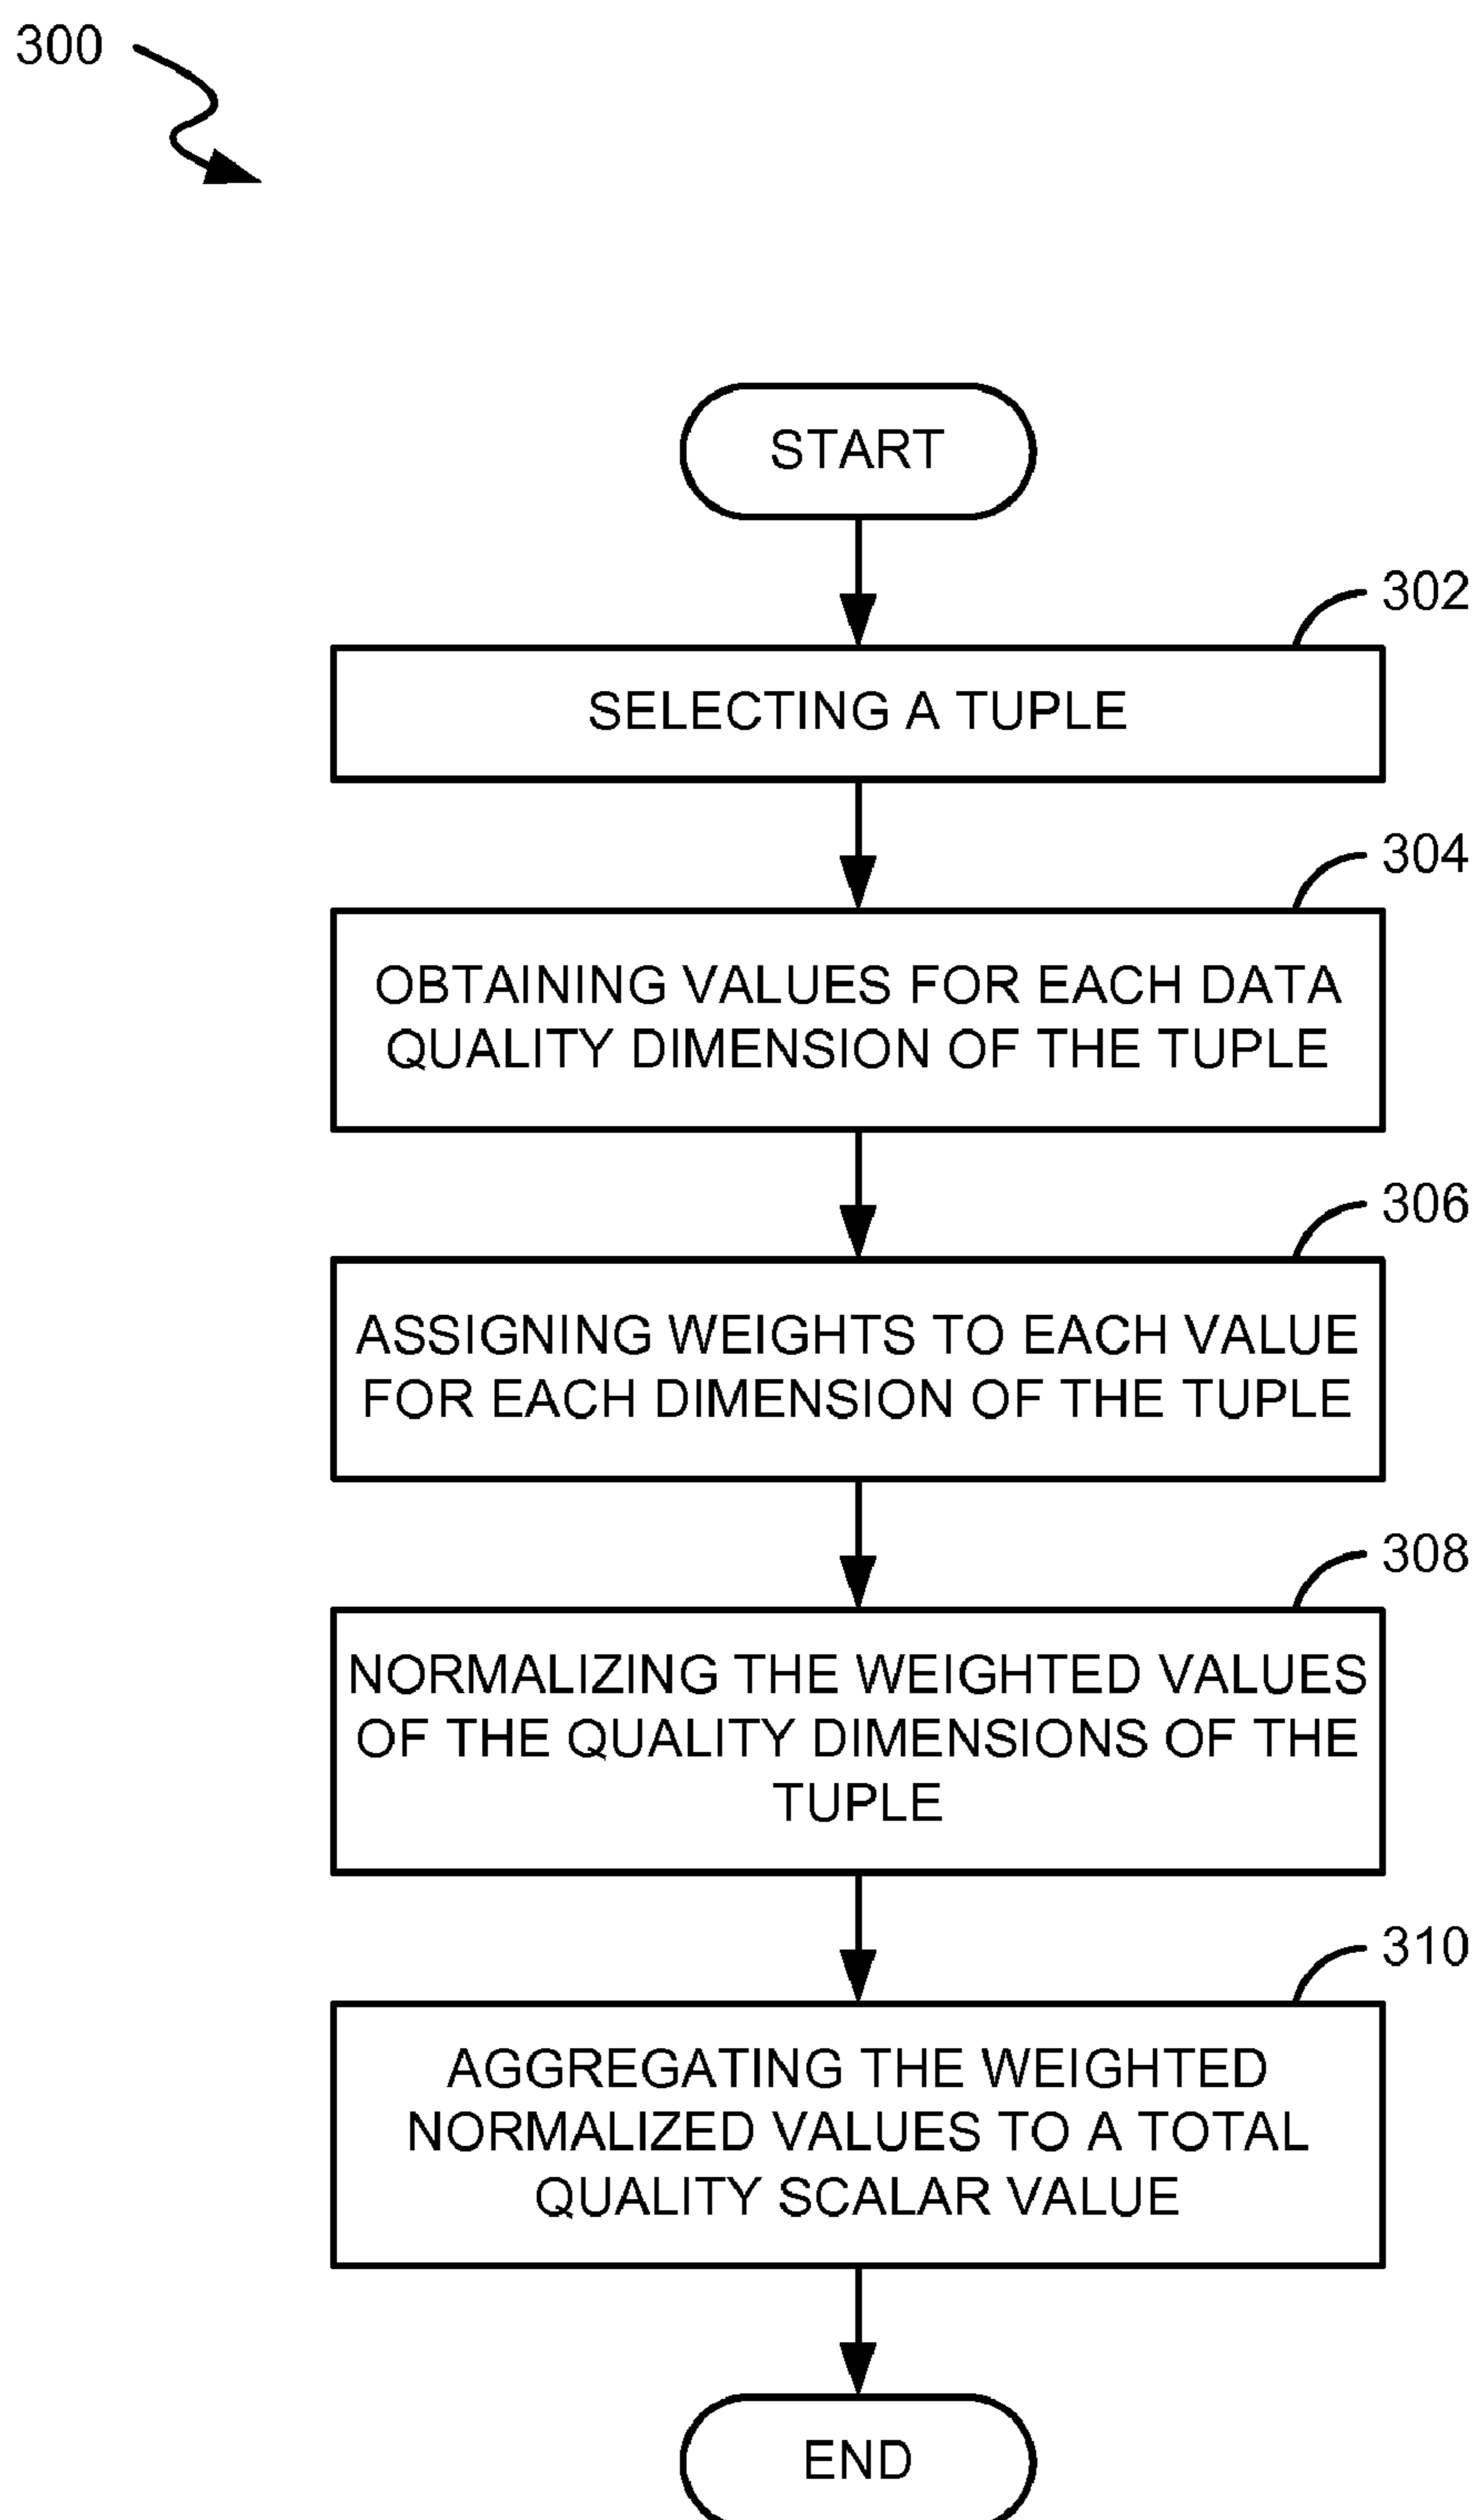 300
START
302
SELECTING A TUPLE
304
OBTAINING VALUES FOR EACH DATA
QUALITY DIMENSION OF THE TUPLE
306
ASSIGNING WEIGHTS TO EACH VALUE
FOR EACH DIMENSION OF THE TUPLE
308
NORMALIZING THE WEIGHTED VALUES
OF THE QUALITY DIMENSIONS OF THE
TUPLE
310
AGGREGATING THE WEIGHTED
NORMALIZED VALUES TO A TOTAL
QUALITY SCALAR VALUE
END